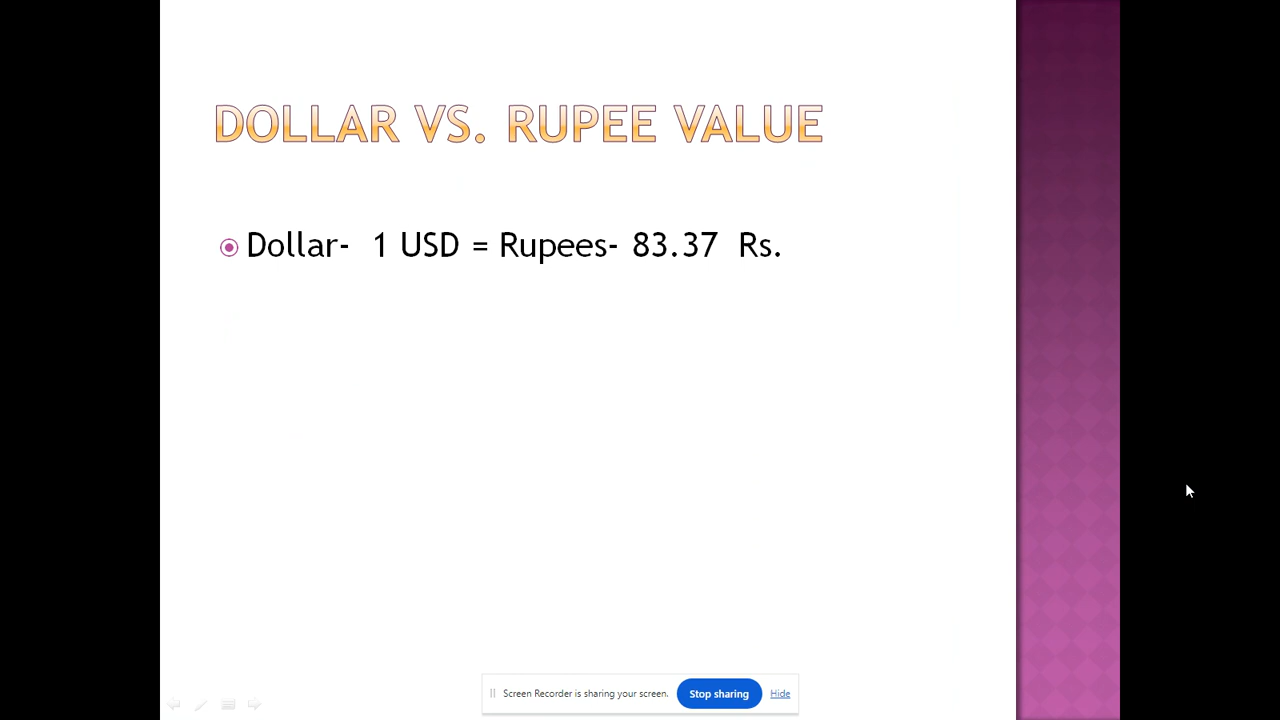 DOLLAR VS. RUPEE VALUE
Dollar- 1 USD = Rupees- 83.37 Rs.
Screen Recorder is sharing your screen. Stop sharing Hide